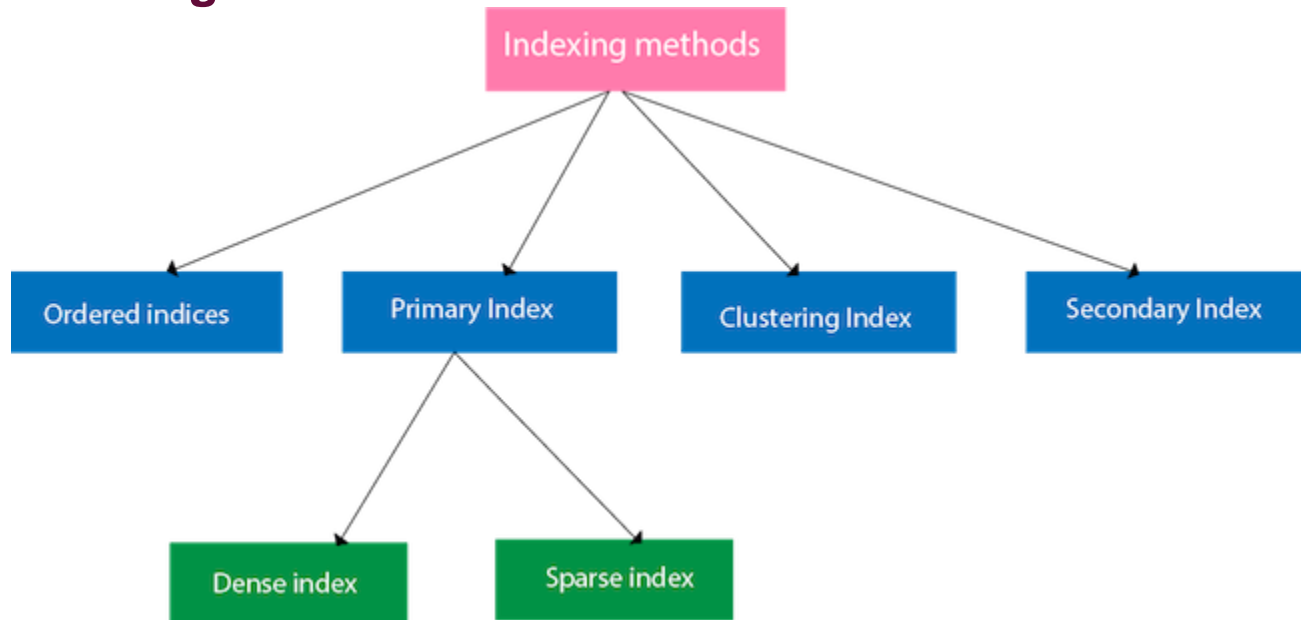 Indexing methods
Ordered indices
Primary Index
Clustering Index
Secondary Index
Dense index
Sparse index